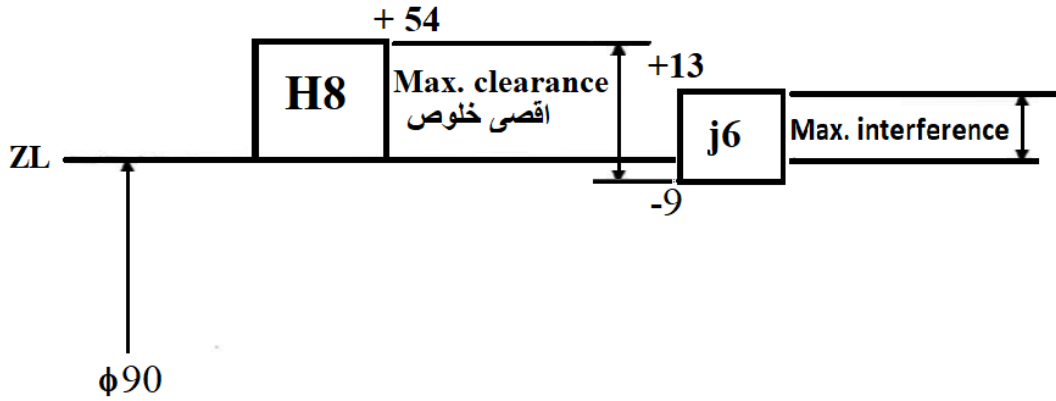 + 54
H8
Max. clearance
اقصى خلوص
+13
j6
Max. interference
ZL
-9
ϕ90